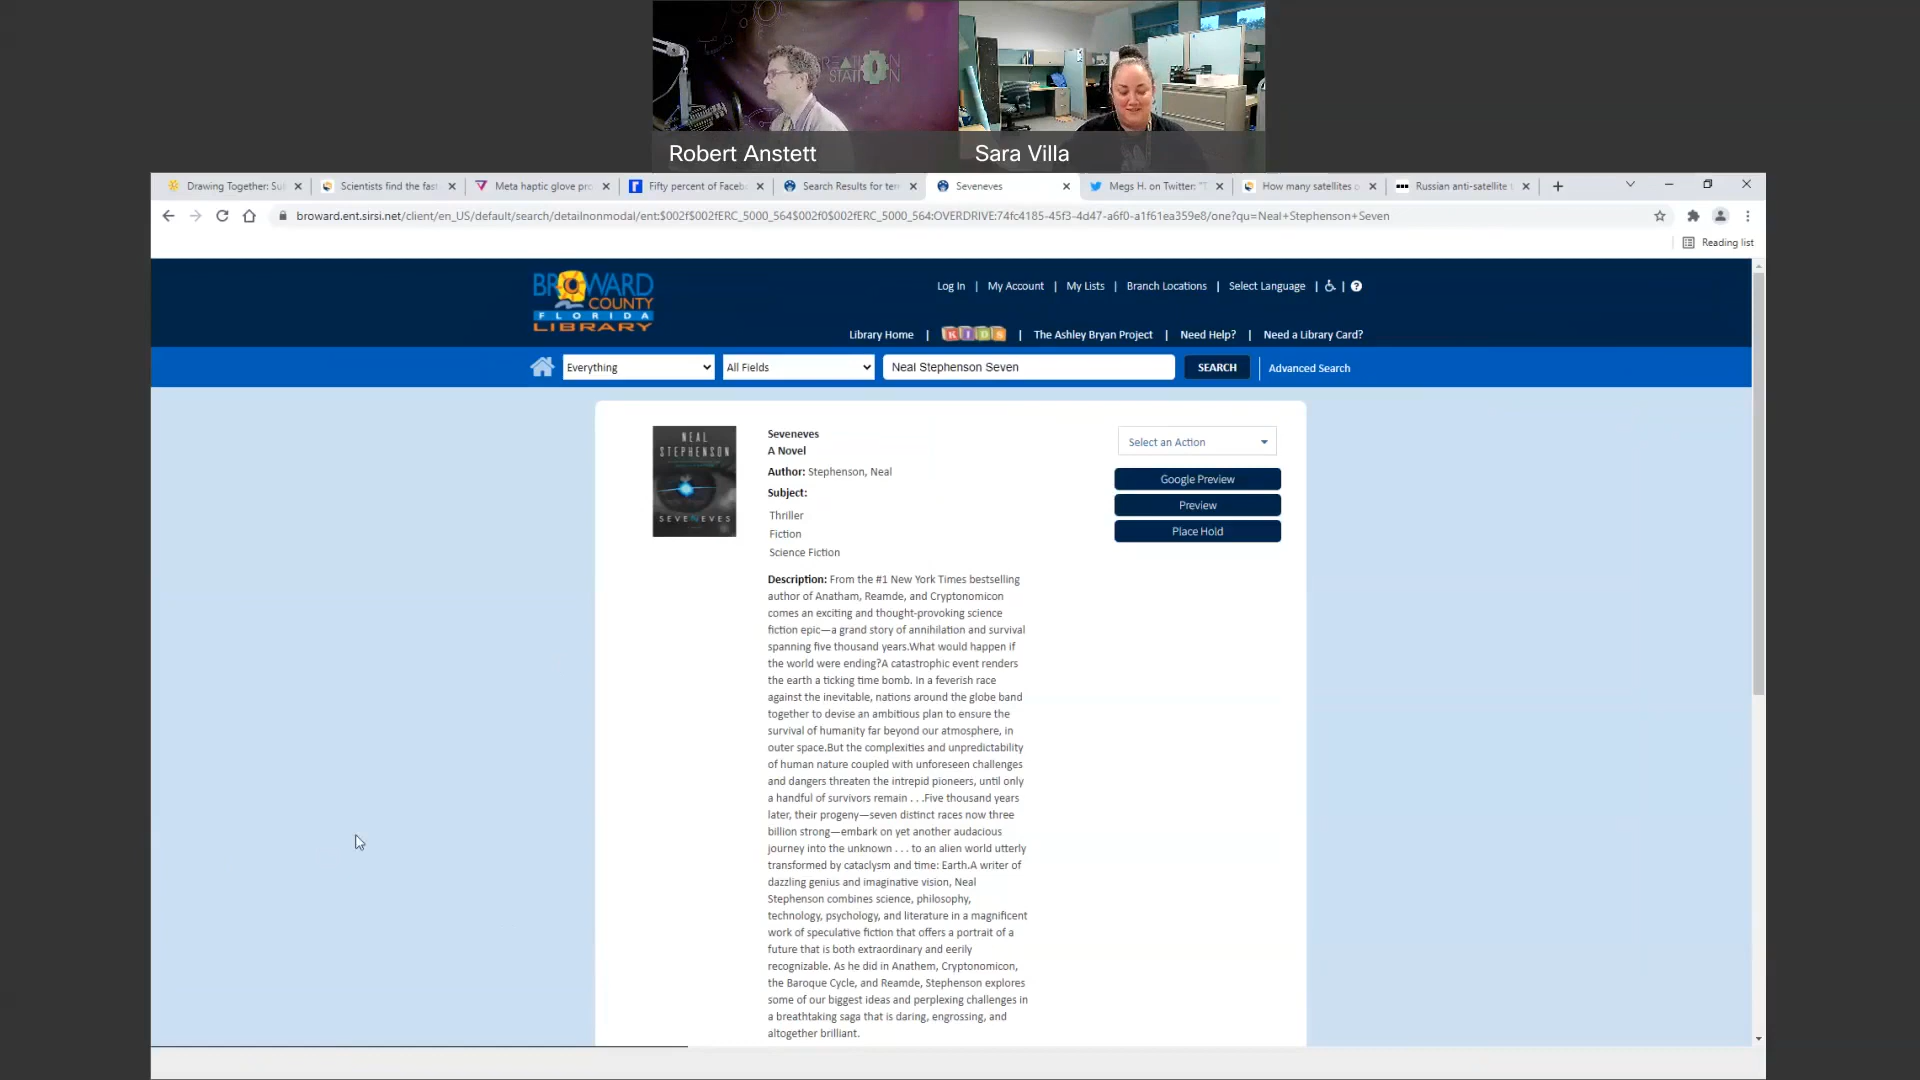 CREATION
STATION
Robert Anstett
Sara Villa
Drawing Together: Su
Scientists find the fast
Meta haptic glove pro
Fifty percent of Faceb
Search Results for ter
Seveneves
Megs H. on Twitter: "T
How many satellites o
Russian anti-satellite t
broward.ent.sirsi.net/client/en_US/default/search/detailnonmodal/ent:$002f$002fERC_5000_564$002f0$002fERC_5000_564:OVERDRIVE:74fc4185-45f3-4d47-a6f0-a1f61ea359e8/one?qu=Neal+Stephenson+Seven
Reading list
BROWARD
COUNTY
FLORIDA
LIBRARY
Log In | My Account | My Lists | Branch Locations | Select Language | | ?
Library Home | KIDS | The Ashley Bryan Project | Need Help? | Need a Library Card?
Everything
All Fields
Neal Stephenson Seven
SEARCH
Advanced Search
NEAL
STEPHENSON
SEVENEVES
Seveneves
A Novel
Author: Stephenson, Neal
Subject:
Thriller
Fiction
Science Fiction
Select an Action
Google Preview
Preview
Place Hold
Description: From the #1 New York Times bestselling
author of Anatham, Reamde, and Cryptonomicon
comes an exciting and thought-provoking science
fiction epic—a grand story of annihilation and survival
spanning five thousand years.What would happen if
the world were ending?A catastrophic event renders
the earth a ticking time bomb. In a feverish race
against the inevitable, nations around the globe band
together to devise an ambitious plan to ensure the
survival of humanity far beyond our atmosphere, in
outer space.But the complexities and unpredictability
of human nature coupled with unforeseen challenges
and dangers threaten the intrepid pioneers, until only
a handful of survivors remain . . .Five thousand years
later, their progeny—seven distinct races now three
billion strong—embark on yet another audacious
journey into the unknown . . . to an alien world utterly
transformed by cataclysm and time: Earth.A writer of
dazzling genius and imaginative vision, Neal
Stephenson combines science, philosophy,
technology, psychology, and literature in a magnificent
work of speculative fiction that offers a portrait of a
future that is both extraordinary and eerily
recognizable. As he did in Anathem, Cryptonomicon,
the Baroque Cycle, and Reamde, Stephenson explores
some of our biggest ideas and perplexing challenges in
a breathtaking saga that is daring, engrossing, and
altogether brilliant.